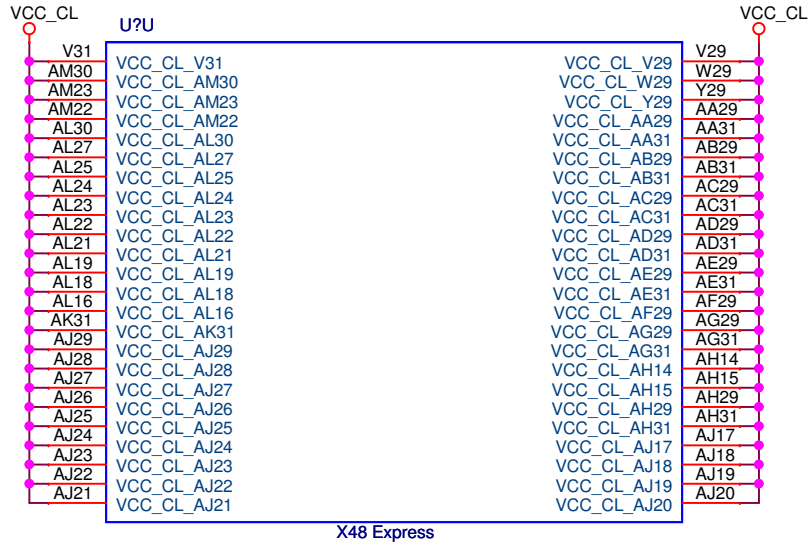 VCC_CL VCC_CL
U?U
V31 VCC_CL_V31 VCC_CL_V29 V29
AM30 VCC_CL_AM30 VCC_CL_W29 W29
AM23 VCC_CL_AM23 VCC_CL_Y29 Y29
AM22 VCC_CL_AM22 VCC_CL_AA29 AA29
AL30 VCC_CL_AL30 VCC_CL_AA31 AA31
AL27 VCC_CL_AL27 VCC_CL_AB29 AB29
AL25 VCC_CL_AL25 VCC_CL_AB31 AB31
AL24 VCC_CL_AL24 VCC_CL_AC29 AC29
AL23 VCC_CL_AL23 VCC_CL_AC31 AC31
AL22 VCC_CL_AL22 VCC_CL_AD29 AD29
AL21 VCC_CL_AL21 VCC_CL_AD31 AD31
AL19 VCC_CL_AL19 VCC_CL_AE29 AE29
AL18 VCC_CL_AL18 VCC_CL_AE31 AE31
AL16 VCC_CL_AL16 VCC_CL_AF29 AF29
AK31 VCC_CL_AK31 VCC_CL_AG29 AG29
AJ29 VCC_CL_AJ29 VCC_CL_AG31 AG31
AJ28 VCC_CL_AJ28 VCC_CL_AH14 AH14
AJ27 VCC_CL_AJ27 VCC_CL_AH15 AH15
AJ26 VCC_CL_AJ26 VCC_CL_AH29 AH29
AJ25 VCC_CL_AJ25 VCC_CL_AH31 AH31
AJ24 VCC_CL_AJ24 VCC_CL_AJ17 AJ17
AJ23 VCC_CL_AJ23 VCC_CL_AJ18 AJ18
AJ22 VCC_CL_AJ22 VCC_CL_AJ19 AJ19
AJ21 VCC_CL_AJ21 VCC_CL_AJ20 AJ20
X48 Express